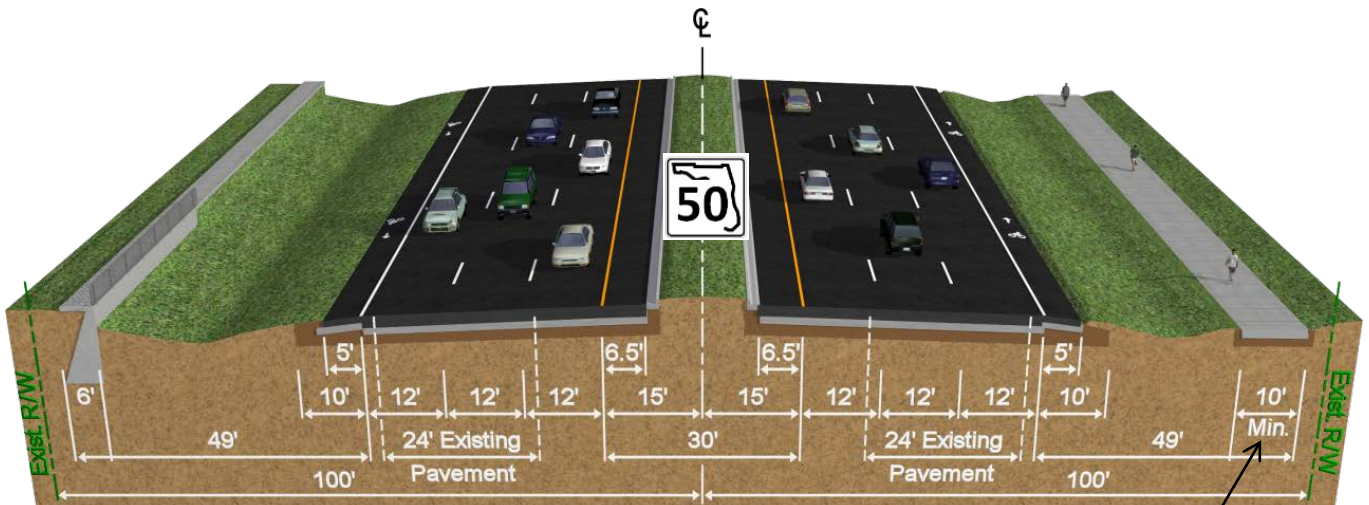 ℄
50
5' 6.5' 6.5' 5'
6' 10' 12' 12' 12' 15' 15' 12' 12' 12' 10' 10'
Min.
49' 24' Existing 30' 24' Existing 49'
Pavement Pavement
100' 100'
Exist. R/W
Exist. R/W